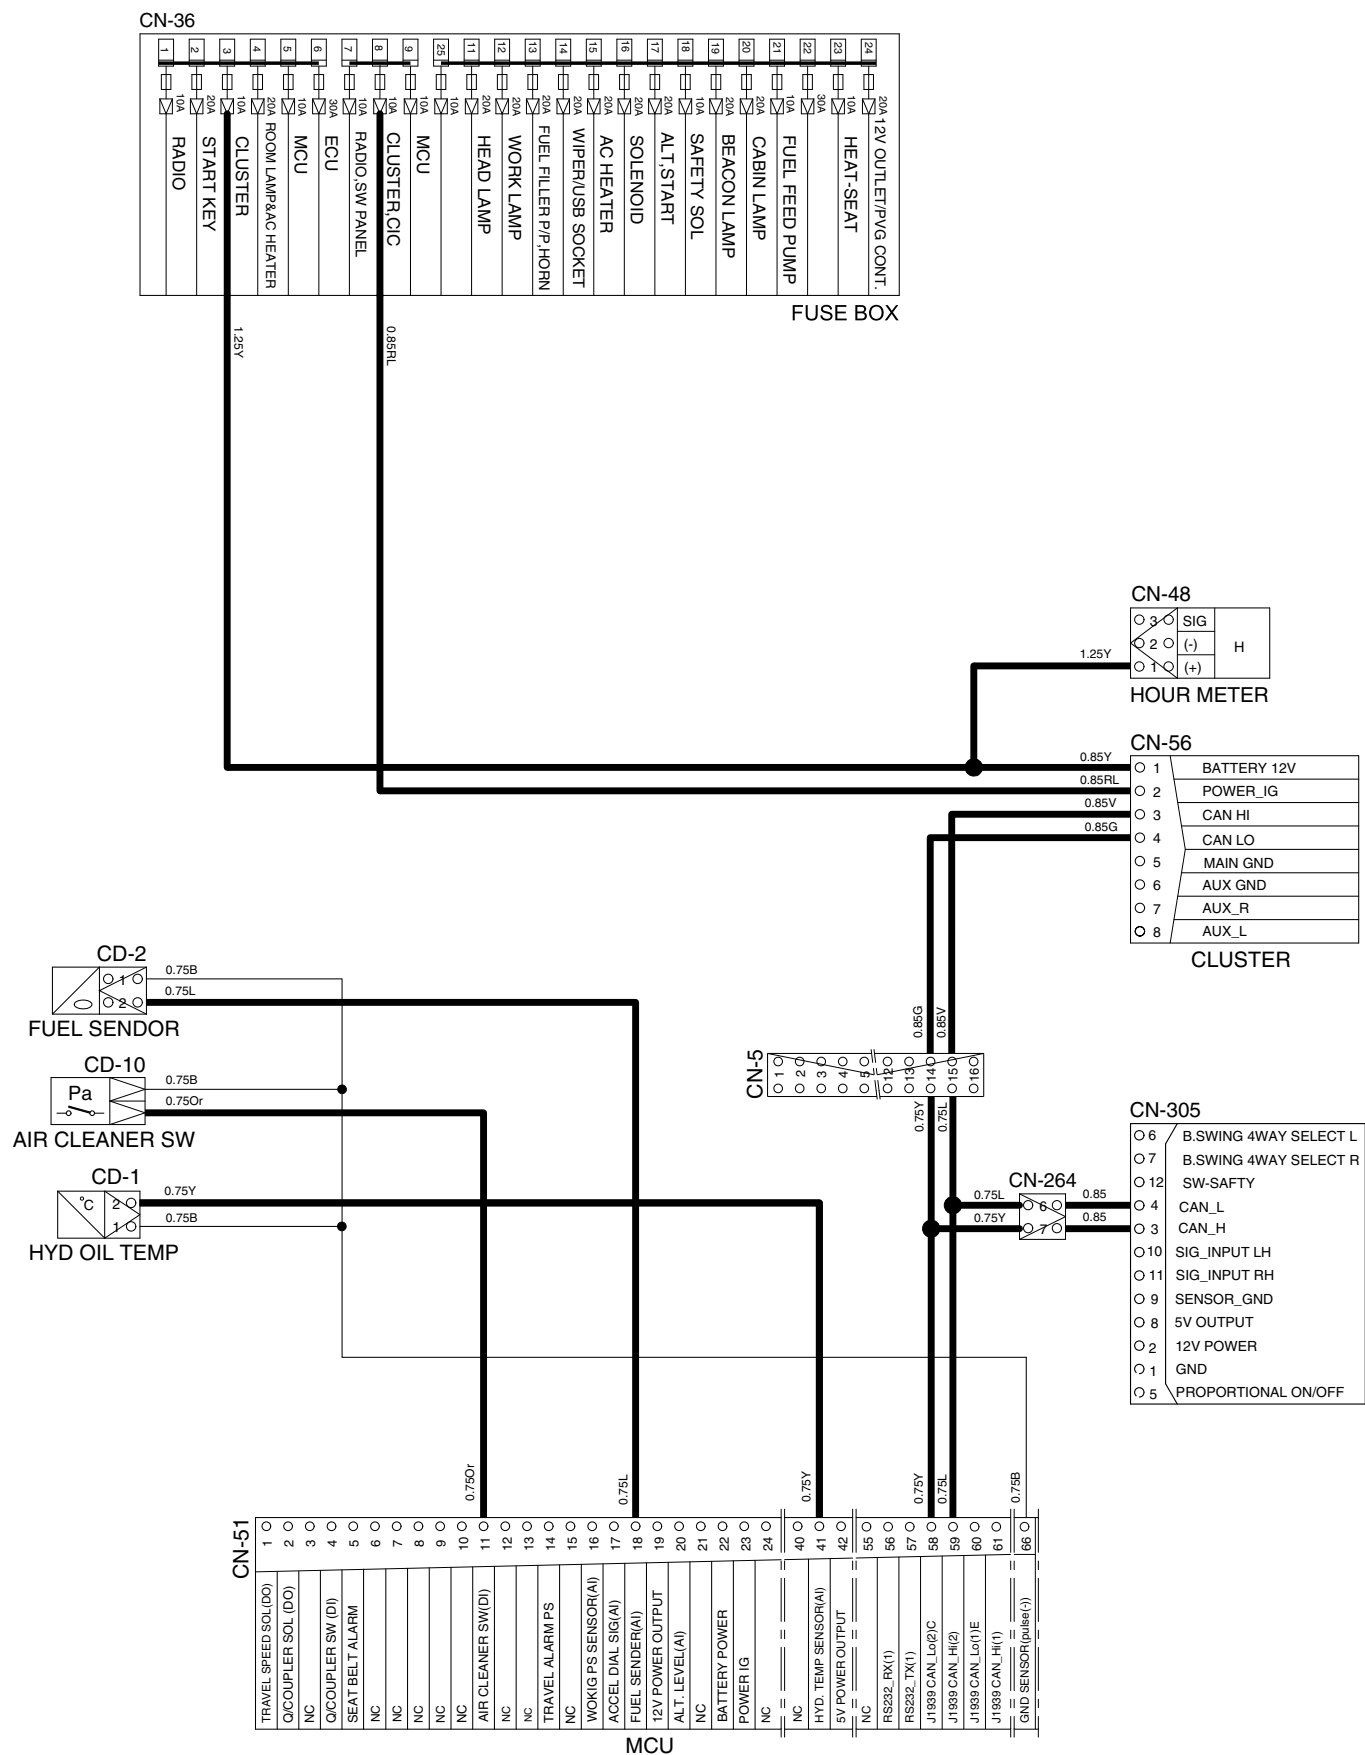 CN-36
1 2 3 4 5 6 7 8 9 25 11 12 13 14 15 16 17 18 19 20 21 22 23 24
10A 20A 10A 20A 10A 30A 10A 10A 10A 10A 20A 20A 20A 20A 20A 20A 20A 10A 20A 20A 10A 30A 10A 20A
RADIO
START KEY
CLUSTER
ROOM LAMP&AC HEATER
MCU
ECU
RADIO,SW PANEL
CLUSTER,CIC
MCU
HEAD LAMP
WORK LAMP
FUEL FILLER P/P,HORN
WIPER/USB SOCKET
AC HEATER
SOLENOID
ALT,START
SAFETY SOL
BEACON LAMP
CABIN LAMP
FUEL FEED PUMP
HEAT-SEAT
12V OUTLET/PVG CONT.
FUSE BOX
1.25Y
0.85RL
CN-48
3 SIG
2 (-)
1 (+)
H
1.25Y
HOUR METER
CN-56
0.85Y
1 BATTERY 12V
0.85RL
2 POWER_IG
0.85V
3 CAN HI
0.85G
4 CAN LO
5 MAIN GND
6 AUX GND
7 AUX_R
8 AUX_L
CLUSTER
CD-2
1 0.75B
2 0.75L
FUEL SENDOR
CD-10
Pa
0.75B
0.75Or
AIR CLEANER SW
CD-1
°C
2 0.75Y
1 0.75B
HYD OIL TEMP
0.85G
0.85V
CN-5
1 2 3 4 5 12 13 14 15 16
0.75Y
0.75L
CN-264
0.75L 6 0.85
0.75Y 7 0.85
CN-305
6 B.SWING 4WAY SELECT L
7 B.SWING 4WAY SELECT R
12 SW-SAFTY
4 CAN_L
3 CAN_H
10 SIG_INPUT LH
11 SIG_INPUT RH
9 SENSOR_GND
8 5V OUTPUT
2 12V POWER
1 GND
5 PROPORTIONAL ON/OFF
0.75Or
0.75L
0.75Y
0.75Y
0.75L
0.75B
CN-51
1 TRAVEL SPEED SOL(DO)
2 Q/COUPLER SOL (DO)
3 NC
4 Q/COUPLER SW (DI)
5 SEAT BELT ALARM
6 NC
7 NC
8 NC
9 NC
10 NC
11 AIR CLEANER SW(DI)
12 NC
13 NC
14 TRAVEL ALARM PS
15 NC
16 WOKIG PS SENSOR(AI)
17 ACCEL DIAL SIG(AI)
18 FUEL SENDER(AI)
19 12V POWER OUTPUT
20 ALT. LEVEL(AI)
21 NC
22 BATTERY POWER
23 POWER IG
24 NC
40 NC
41 HYD. TEMP SENSOR(AI)
42 5V POWER OUTPUT
55 NC
56 RS232_RX(1)
57 RS232_TX(1)
58 J1939 CAN_Lo(2)C
59 J1939 CAN_Hi(2)
60 J1939 CAN_Lo(1)E
61 J1939 CAN_Hi(1)
66 GND SENSOR(pulse(-))
MCU